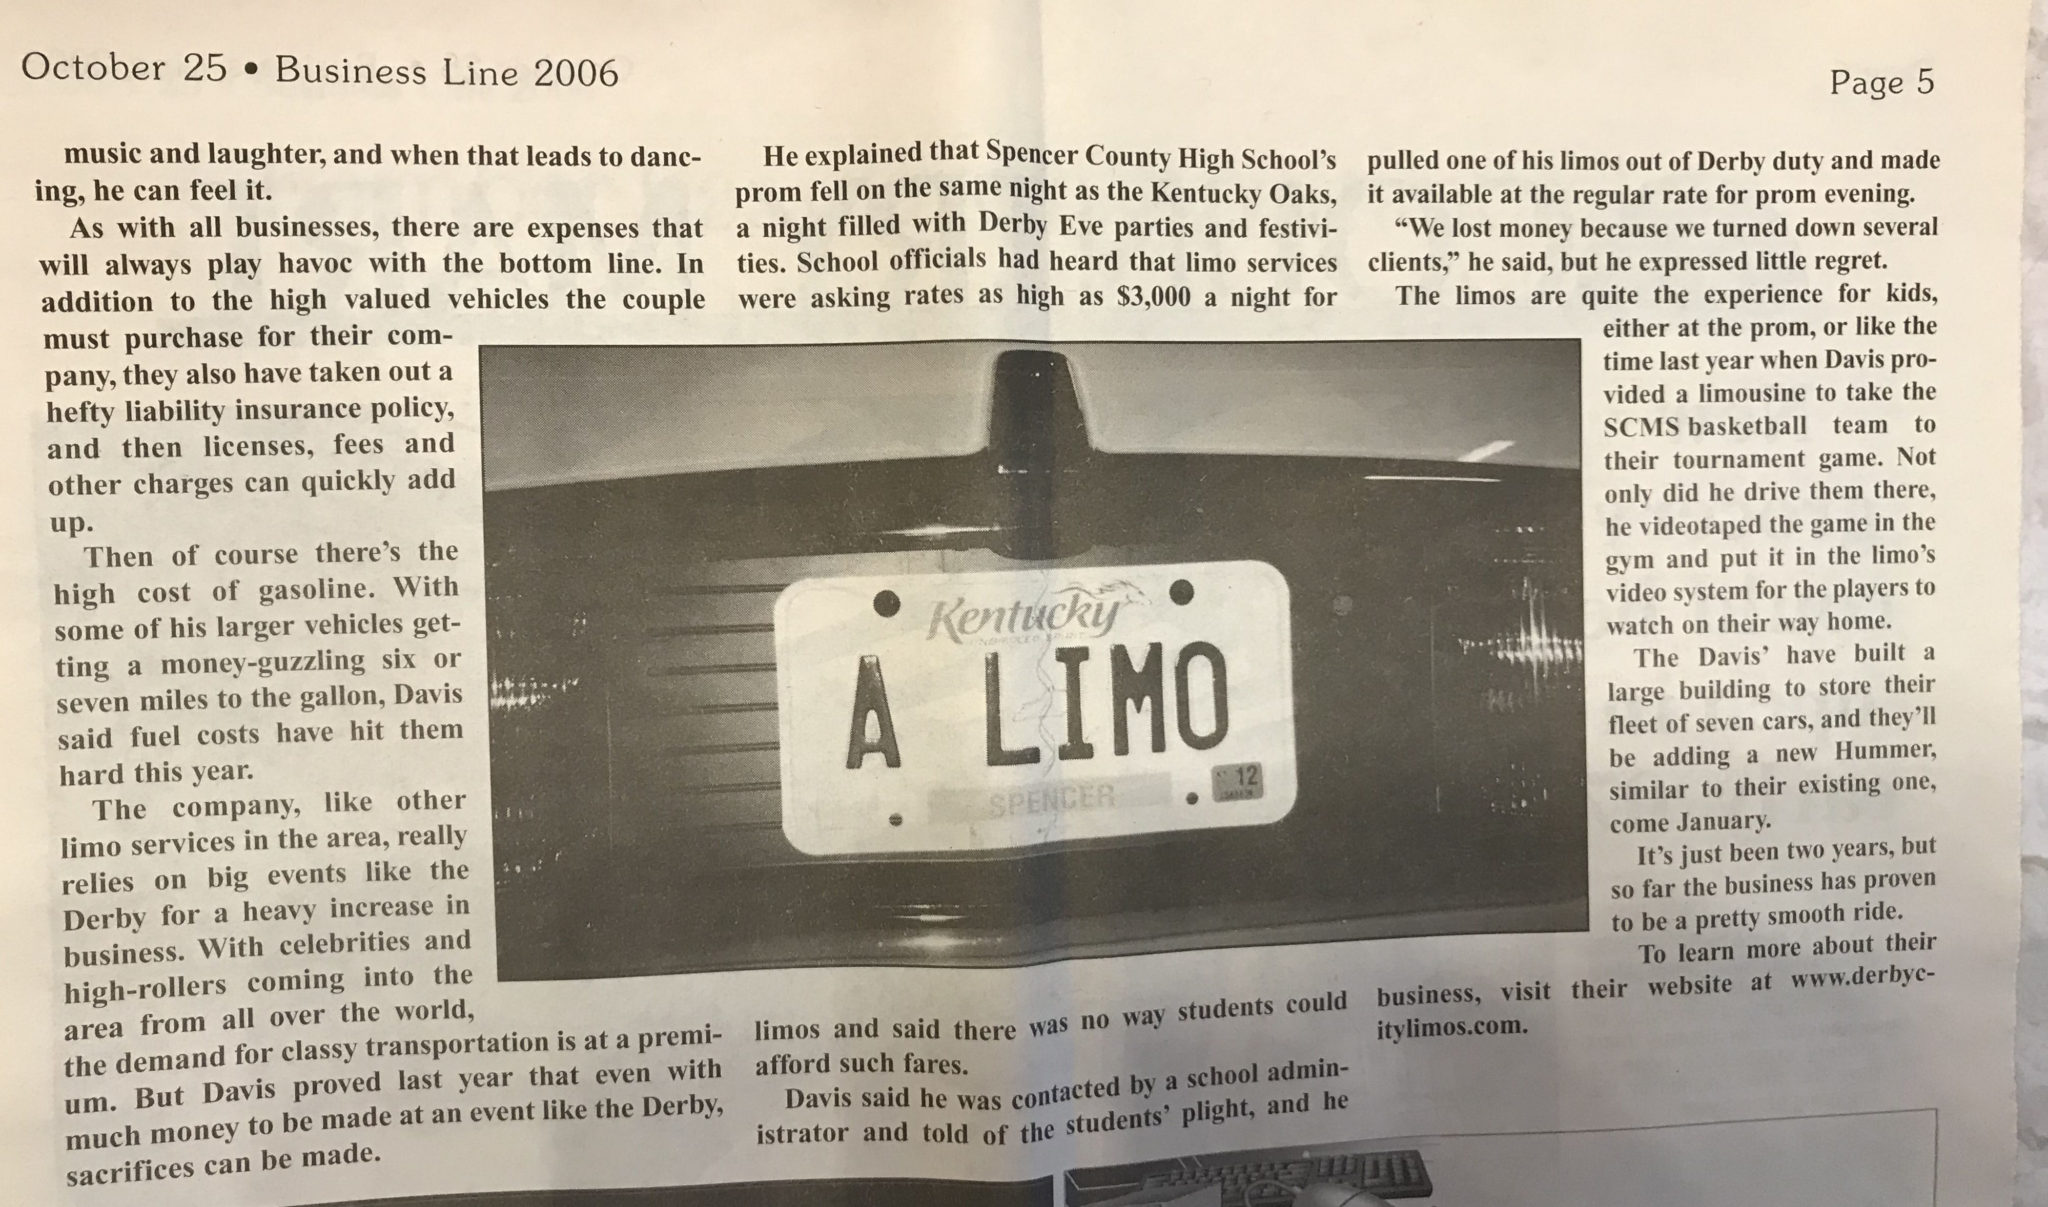 October 25 • Business Line 2006
Page 5
music and laughter, and when that leads to danc-
ing, he can feel it.
As with all businesses, there are expenses that
will always play havoc with the bottom line. In
addition to the high valued vehicles the couple
must purchase for their com-
pany, they also have taken out a
hefty liability insurance policy,
and then licenses, fees and
other charges can quickly add
up.
Then of course there's the
high cost of gasoline. With
some of his larger vehicles get-
ting a money-guzzling six or
seven miles to the gallon, Davis
said fuel costs have hit them
hard this year.
The company, like other
limo services in the area, really
relies on big events like the
Derby for a heavy increase in
business. With celebrities and
high-rollers coming into the
area from all over the world,
the demand for classy transportation is at a premi-
um. But Davis proved last year that even with
much money to be made at an event like the Derby,
sacrifices can be made.
He explained that Spencer County High School's
prom fell on the same night as the Kentucky Oaks,
a night filled with Derby Eve parties and festivi-
ties. School officials had heard that limo services
were asking rates as high as $3,000 a night for
Kentucky
A LIMO
SPENCER
12
limos and said there was no way students could
afford such fares.
Davis said he was contacted by a school admin-
istrator and told of the students' plight, and he
pulled one of his limos out of Derby duty and made
it available at the regular rate for prom evening.
"We lost money because we turned down several
clients," he said, but he expressed little regret.
The limos are quite the experience for kids,
either at the prom, or like the
time last year when Davis pro-
vided a limousine to take the
SCMS basketball team to
their tournament game. Not
only did he drive them there,
he videotaped the game in the
gym and put it in the limo's
video system for the players to
watch on their way home.
The Davis' have built a
large building to store their
fleet of seven cars, and they'll
be adding a new Hummer,
similar to their existing one,
come January.
It's just been two years, but
so far the business has proven
to be a pretty smooth ride.
To learn more about their
business, visit their website at www.derbyc-
itylimos.com.